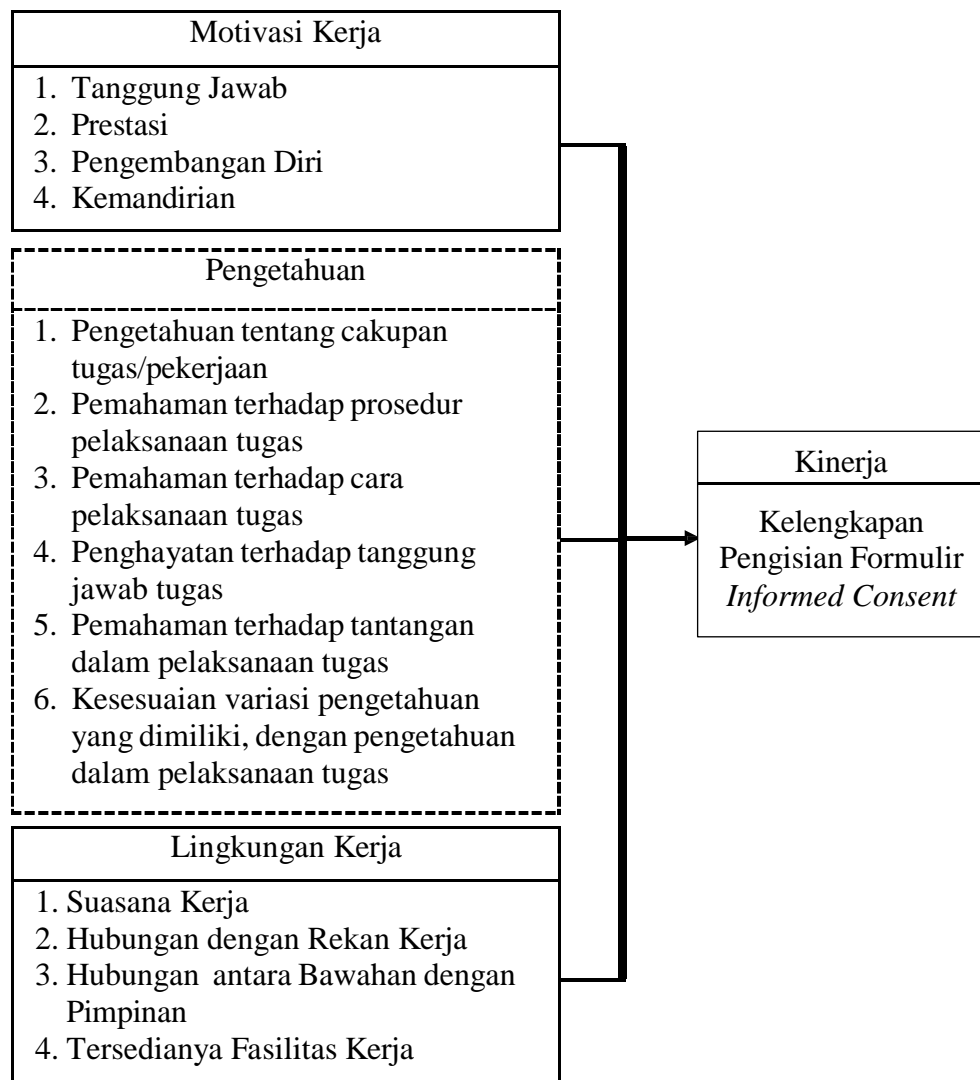 Motivasi Kerja
1. Tanggung Jawab
2. Prestasi
3. Pengembangan Diri
4. Kemandirian
Pengetahuan
1. Pengetahuan tentang cakupan
tugas/pekerjaan
2. Pemahaman terhadap prosedur
pelaksanaan tugas
3. Pemahaman terhadap cara
pelaksanaan tugas
4. Penghayatan terhadap tanggung
jawab tugas
5. Pemahaman terhadap tantangan
dalam pelaksanaan tugas
6. Kesesuaian variasi pengetahuan
yang dimiliki, dengan pengetahuan
dalam pelaksanaan tugas
Lingkungan Kerja
1. Suasana Kerja
2. Hubungan dengan Rekan Kerja
3. Hubungan antara Bawahan dengan
Pimpinan
4. Tersedianya Fasilitas Kerja
Kinerja
Kelengkapan
Pengisian Formulir
Informed Consent